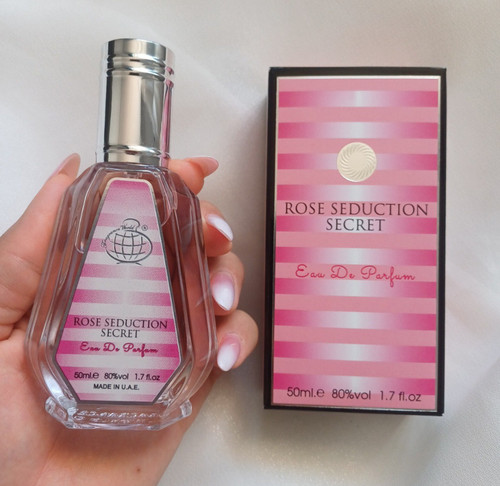 World
ROSE SEDUCTION
SECRET
Eau De Parfum
50ml.e 80%vol 1.7 fl.oz
MADE IN U.A.E.
ROSE SEDUCTION
SECRET
Eau De Parfum
50ml.e 80%vol 1.7 fl.oz